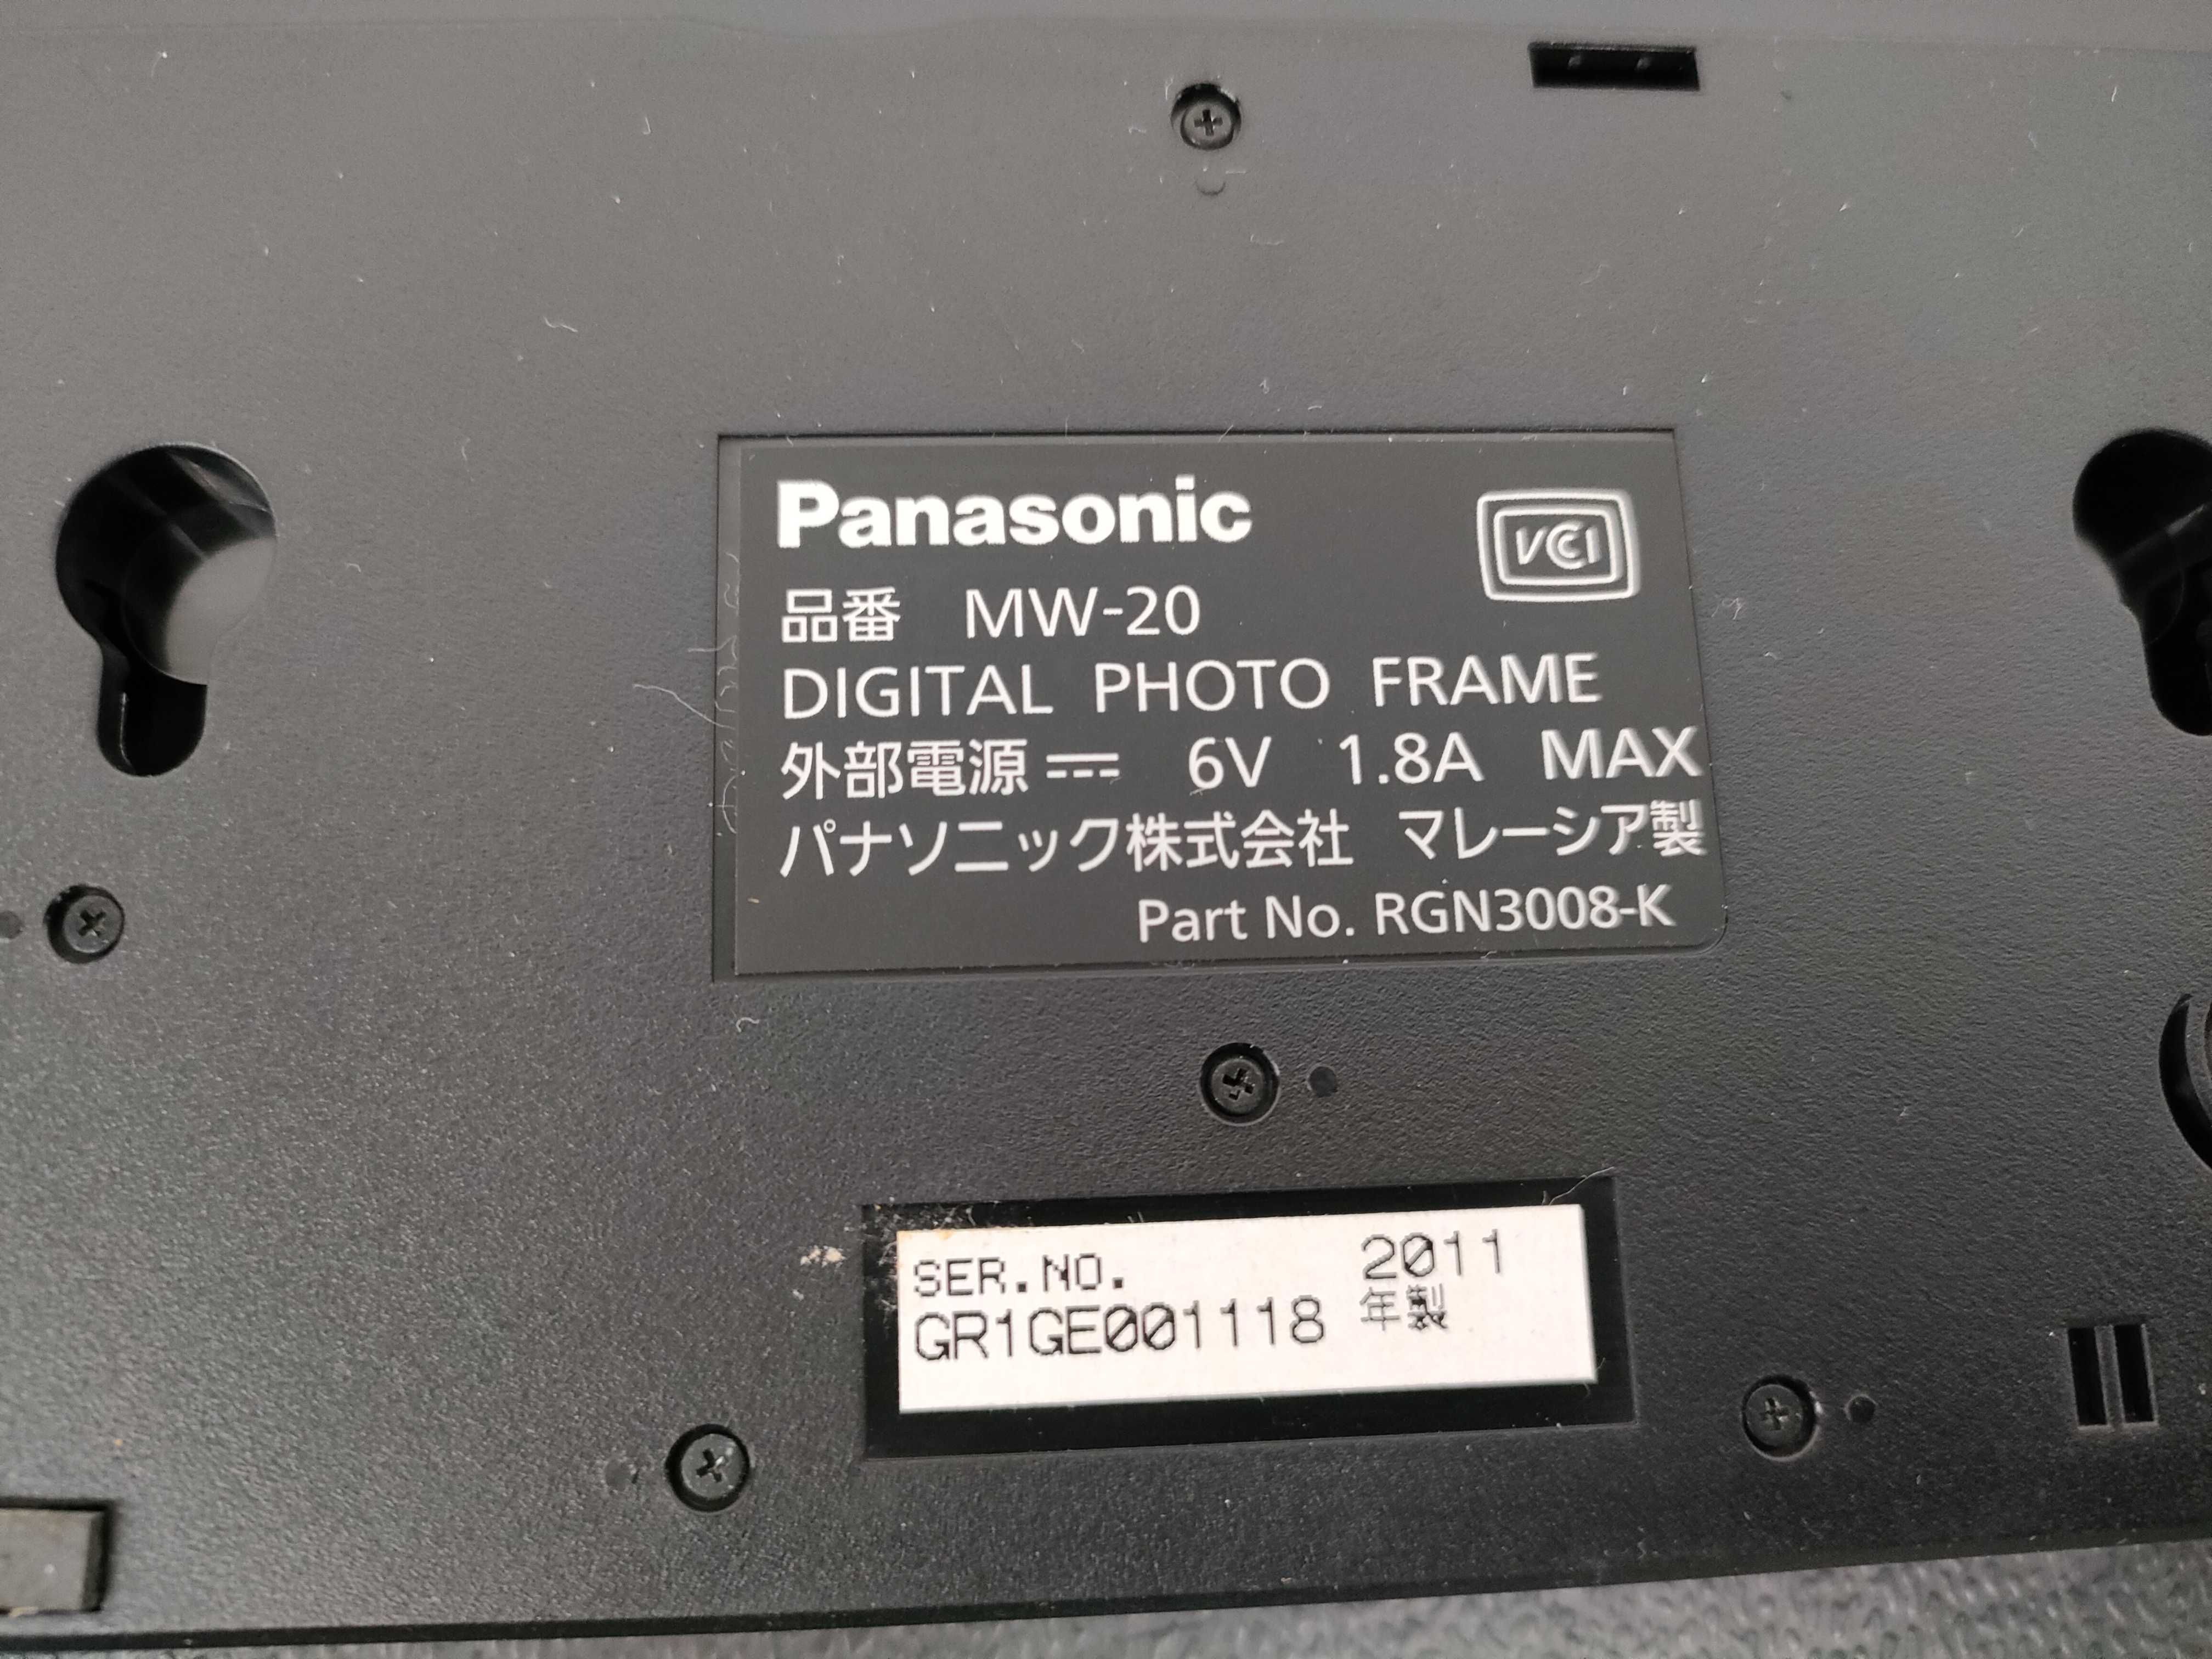 Panasonic
VCCI
品番 MW-20
DIGITAL PHOTO FRAME
外部電源 ⎓ 6V 1.8A MAX
パナソニック株式会社 マレーシア製
Part No. RGN3008-K
SER.NO. 2011
GR1GE001118 年製